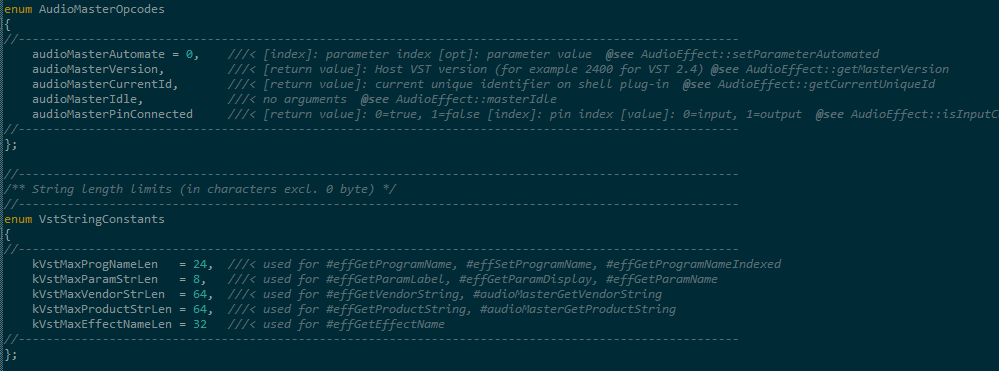 enum AudioMasterOpcodes
{
//-------------------------------------------------------------------------------------------------------
    audioMasterAutomate = 0,    ///< [index]: parameter index [opt]: parameter value  @see AudioEffect::setParameterAutomated
    audioMasterVersion,         ///< [return value]: Host VST version (for example 2400 for VST 2.4) @see AudioEffect::getMasterVersion
    audioMasterCurrentId,       ///< [return value]: current unique identifier on shell plug-in  @see AudioEffect::getCurrentUniqueId
    audioMasterIdle,            ///< no arguments  @see AudioEffect::masterIdle
    audioMasterPinConnected     ///< [return value]: 0=true, 1=false [index]: pin index [value]: 0=input, 1=output  @see AudioEffect::isInputC
//-------------------------------------------------------------------------------------------------------
};
//-------------------------------------------------------------------------------------------------------
/** String length limits (in characters excl. 0 byte) */
//-------------------------------------------------------------------------------------------------------
enum VstStringConstants
{
//-------------------------------------------------------------------------------------------------------
    kVstMaxProgNameLen   = 24,  ///< used for #effGetProgramName, #effSetProgramName, #effGetProgramNameIndexed
    kVstMaxParamStrLen   = 8,   ///< used for #effGetParamLabel, #effGetParamDisplay, #effGetParamName
    kVstMaxVendorStrLen  = 64,  ///< used for #effGetVendorString, #audioMasterGetVendorString
    kVstMaxProductStrLen = 64,  ///< used for #effGetProductString, #audioMasterGetProductString
    kVstMaxEffectNameLen = 32   ///< used for #effGetEffectName
//-------------------------------------------------------------------------------------------------------
};